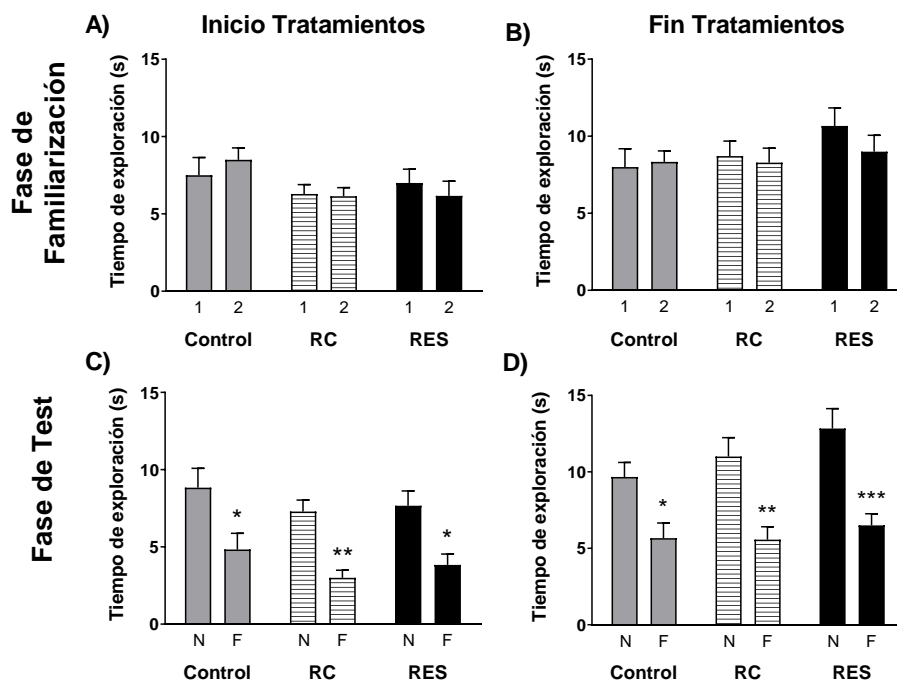 Inicio Tratamientos
Fin Tratamientos
Fase de
Familiarización
A)
Tiempo de exploración (s)
15
10
5
0
1 2 1 2 1 2
Control RC RES
B)
Tiempo de exploración (s)
15
10
5
0
1 2 1 2 1 2
Control RC RES
Fase de Test
C)
Tiempo de exploración (s)
15
10
5
0
* ** *
N F N F N F
Control RC RES
D)
Tiempo de exploración (s)
15
10
5
0
* ** ***
N F N F N F
Control RC RES